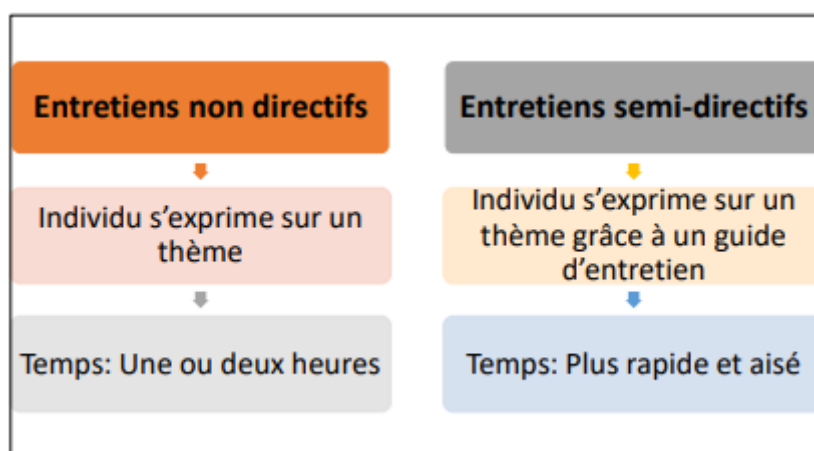 Entretiens non directifs
Individu s’exprime sur un
thème
Temps: Une ou deux heures
Entretiens semi-directifs
Individu s’exprime sur un
thème grâce à un guide
d’entretien
Temps: Plus rapide et aisé